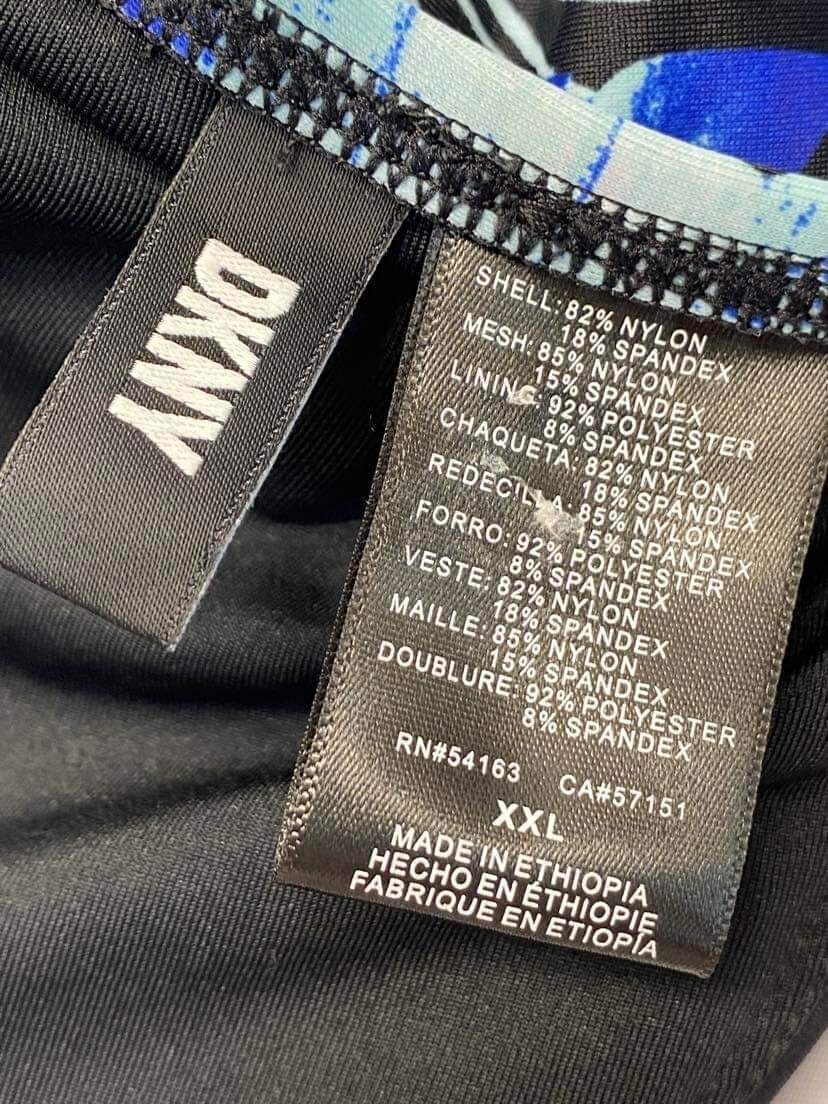 DKNY
SHELL: 82% NYLON
18% SPANDEX
MESH: 85% NYLON
15% SPANDEX
LINING: 92% POLYESTER
8% SPANDEX
CHAQUETA: 82% NYLON
18% SPANDEX
REDECILLA: 85% NYLON
15% SPANDEX
FORRO: 92% POLYESTER
8% SPANDEX
VESTE: 82% NYLON
18% SPANDEX
MAILLE: 85% NYLON
15% SPANDEX
DOUBLURE: 92% POLYESTER
8% SPANDEX
RN#54163 CA#57151
XXL
MADE IN ETHIOPIA
HECHO EN ÉTHIOPIE
FABRIQUE EN ETIOPÍA